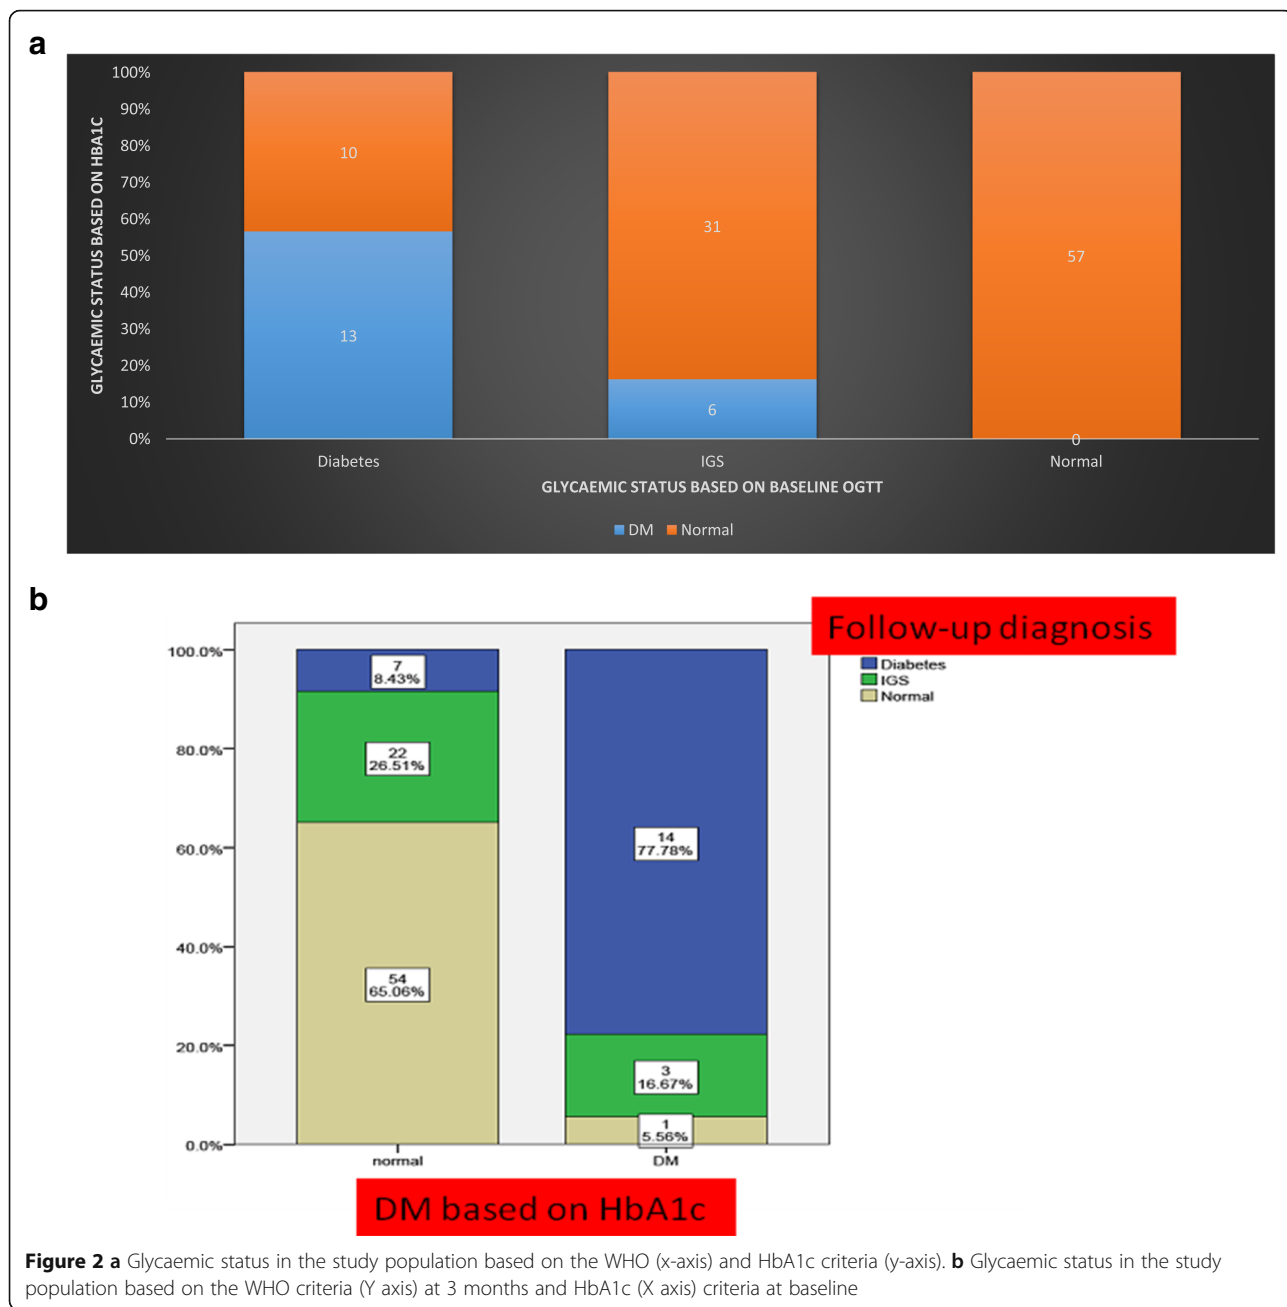 a
100%
90%
80%
70%
60%
50%
40%
30%
20%
10%
0%
GLYCAEMIC STATUS BASED ON HBA1C
10
13
31
6
57
0
Diabetes
IGS
Normal
GLYCAEMIC STATUS BASED ON BASELINE OGTT
DM
Normal
b
Follow-up diagnosis
Diabetes
IGS
Normal
100.0%
80.0%
60.0%
40.0%
20.0%
0.0%
7
8.43%
22
26.51%
54
65.06%
14
77.78%
3
16.67%
1
5.56%
normal
DM
DM based on HbA1c
Figure 2 a Glycaemic status in the study population based on the WHO (x-axis) and HbA1c criteria (y-axis). b Glycaemic status in the study
population based on the WHO criteria (Y axis) at 3 months and HbA1c (X axis) criteria at baseline